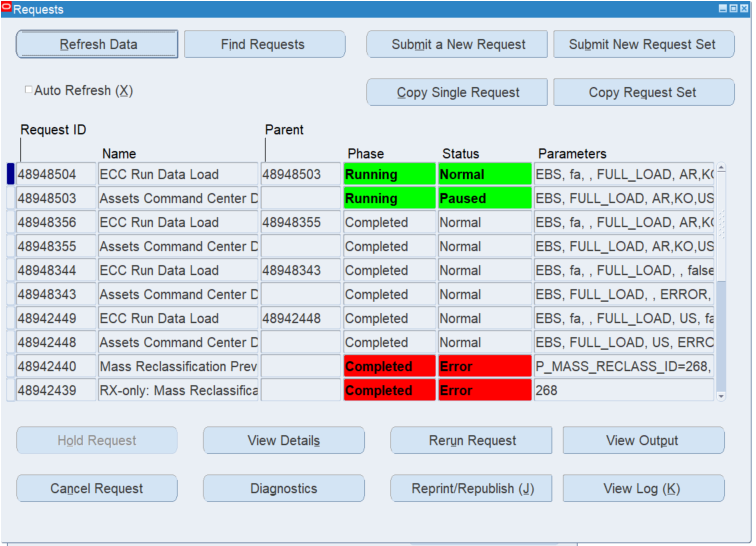 Requests
Refresh Data Find Requests Submit a New Request Submit New Request Set
Auto Refresh (X) Copy Single Request Copy Request Set
Request ID Parent
Name Phase Status Parameters
48948504 ECC Run Data Load 48948503 Running Normal EBS, fa, , FULL_LOAD, AR,KO
48948503 Assets Command Center D Running Paused EBS, FULL_LOAD, AR,KO,US
48948356 ECC Run Data Load 48948355 Completed Normal EBS, fa, , FULL_LOAD, AR,KO
48948355 Assets Command Center D Completed Normal EBS, FULL_LOAD, AR,KO,US
48948344 ECC Run Data Load 48948343 Completed Normal EBS, fa, , FULL_LOAD, , false
48948343 Assets Command Center D Completed Normal EBS, FULL_LOAD, , ERROR,
48942449 ECC Run Data Load 48942448 Completed Normal EBS, fa, , FULL_LOAD, US, fa
48942448 Assets Command Center D Completed Normal EBS, FULL_LOAD, US, ERRO
48942440 Mass Reclassification Prev Completed Error P_MASS_RECLASS_ID=268,
48942439 RX-only: Mass Reclassifica Completed Error 268
Hold Request View Details Rerun Request View Output
Cancel Request Diagnostics Reprint/Republish (J) View Log (K)